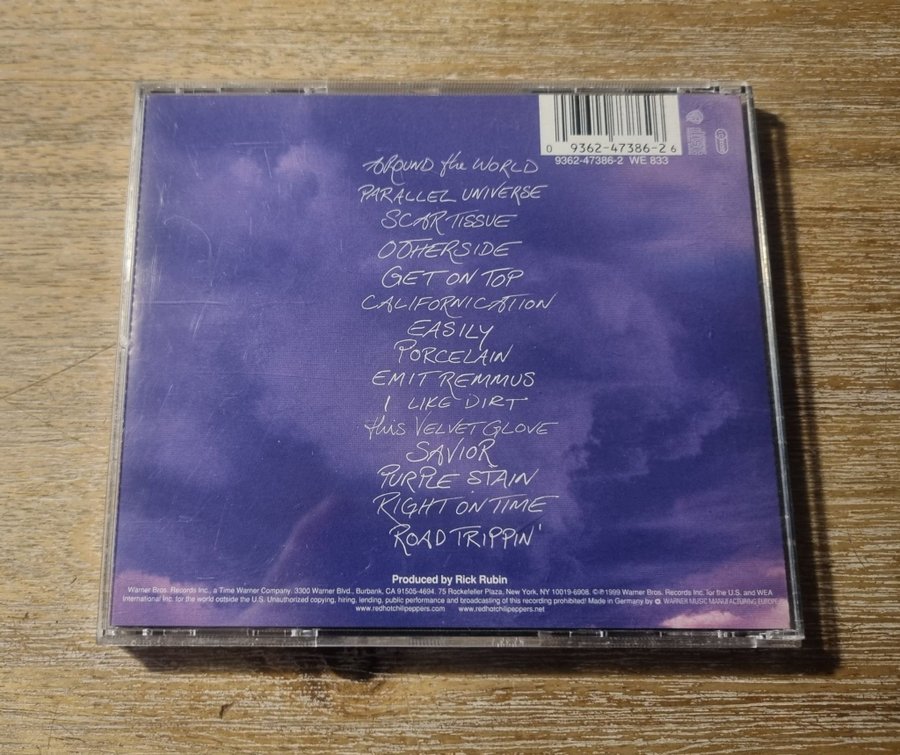 0 9362-47386-2 6
9362-47386-2 WE 833
AROUND the WORLD
PARALLEL UNIVERSE
SCAR TISSUE
OTHERSIDE
GET ON TOP
CALIFORNICATION
EASILY
PORCELAIN
EMIT REMMUS
I LIKE DIRT
this VELVET GLOVE
SAVIOR
PURPLE STAIN
RIGHT ON TIME
ROAD TRIPPIN'
Produced by Rick Rubin
Warner Bros. Records Inc., a Time Warner Company. 3300 Warner Blvd., Burbank, CA 91505-4694. 75 Rockefeller Plaza, New York, NY 10019-6908. ©℗1999 Warner Bros. Records Inc. for the U.S. and WEA
International Inc. for the world outside the U.S. Unauthorized copying, hiring, lending, public performance and broadcasting of this recording prohibited! Made in Germany by WARNER MUSIC MANUFACTURING EUROPE
www.redhotchilipeppers.com www.redhotchilipeppers.net